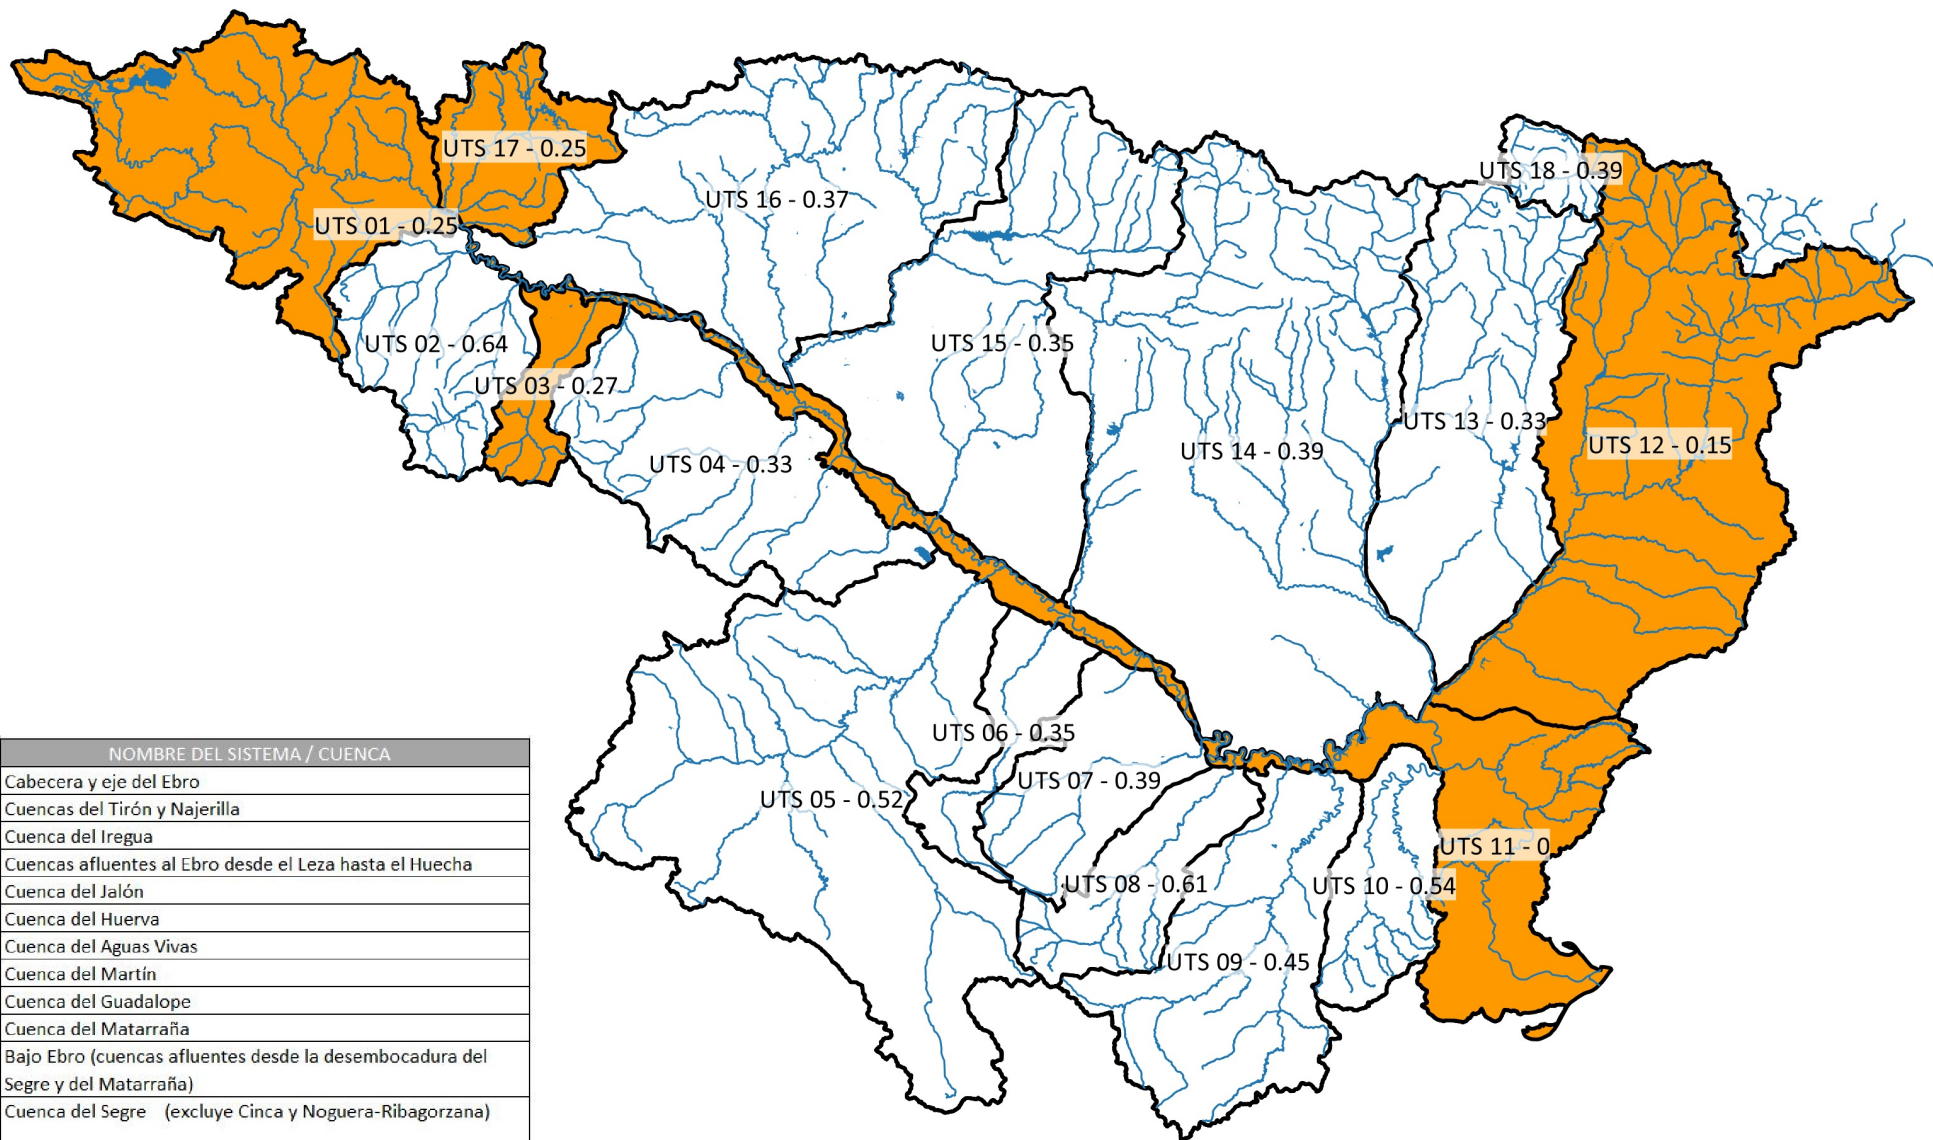 UTS 17 - 0.25
UTS 18 - 0.39
UTS 16 - 0.37
UTS 01 - 0.25
UTS 02 - 0.64
UTS 15 - 0.35
UTS 03 - 0.27
UTS 13 - 0.33
UTS 12 - 0.15
UTS 14 - 0.39
UTS 04 - 0.33
UTS 06 - 0.35
UTS 07 - 0.39
UTS 05 - 0.52
UTS 11 - 0
UTS 08 - 0.61
UTS 10 - 0.54
UTS 09 - 0.45
NOMBRE DEL SISTEMA / CUENCA
Cabecera y eje del Ebro
Cuencas del Tirón y Najerilla
Cuenca del Iregua
Cuencas afluentes al Ebro desde el Leza hasta el Huecha
Cuenca del Jalón
Cuenca del Huerva
Cuenca del Aguas Vivas
Cuenca del Martín
Cuenca del Guadalope
Cuenca del Matarraña
Bajo Ebro (cuencas afluentes desde la desembocadura del
Segre y del Matarraña)
Cuenca del Segre (excluye Cinca y Noguera-Ribagorzana)